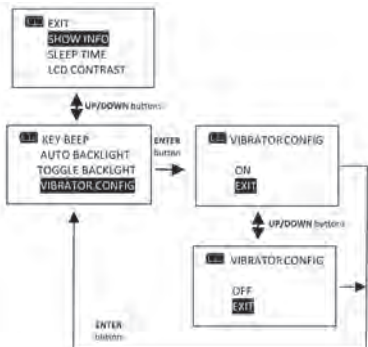 EXIT
SHOW INFO
SLEEP TIME
LCD CONTRAST
UP/DOWN buttons
KEY BEEP
AUTO BACKLIGHT
TOGGLE BACKLGHT
VIBRATOR CONFIG
ENTER
button
VIBRATOR CONFIG
ON
EXIT
UP/DOWN buttons
VIBRATOR CONFIG
OFF
EXIT
ENTER
button